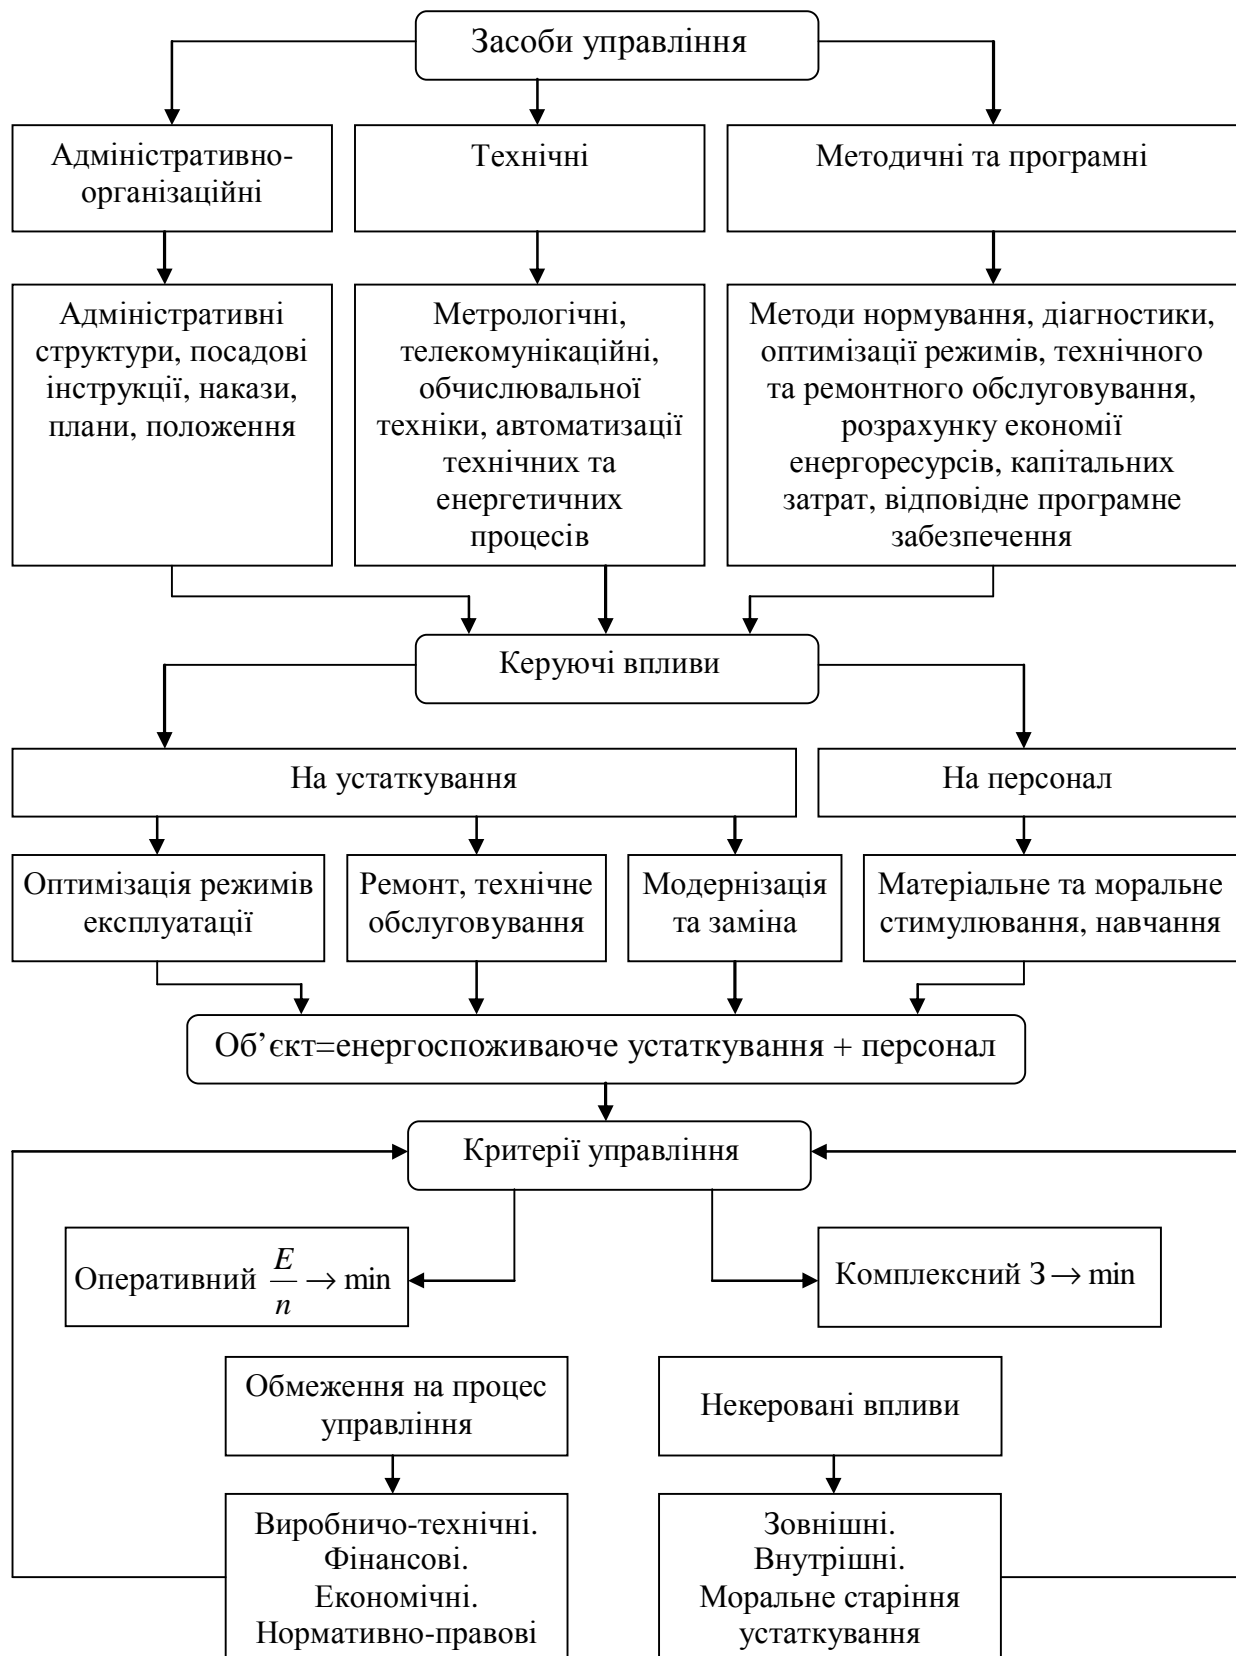 Засоби управління
Адміністративно-
організаційні
Технічні
Методичні та програмні
Адміністративні
структури, посадові
інструкції, накази,
плани, положення
Метрологічні,
телекомунікаційні,
обчислювальної
техніки, автоматизації
технічних та
енергетичних
процесів
Методи нормування, діагностики,
оптимізації режимів, технічного
та ремонтного обслуговування,
розрахунку економії
енергоресурсів, капітальних
затрат, відповідне програмне
забезпечення
Керуючі впливи
На устаткування
На персонал
Оптимізація режимів
експлуатації
Ремонт, технічне
обслуговування
Модернізація
та заміна
Матеріальне та моральне
стимулювання, навчання
Об’єкт=енергоспоживаюче устаткування + персонал
Критерії управління
Оперативний E/n → min
Комплексний З → min
Обмеження на процес
управління
Некеровані впливи
Виробничо-технічні.
Фінансові.
Економічні.
Нормативно-правові
Зовнішні.
Внутрішні.
Моральне старіння
устаткування